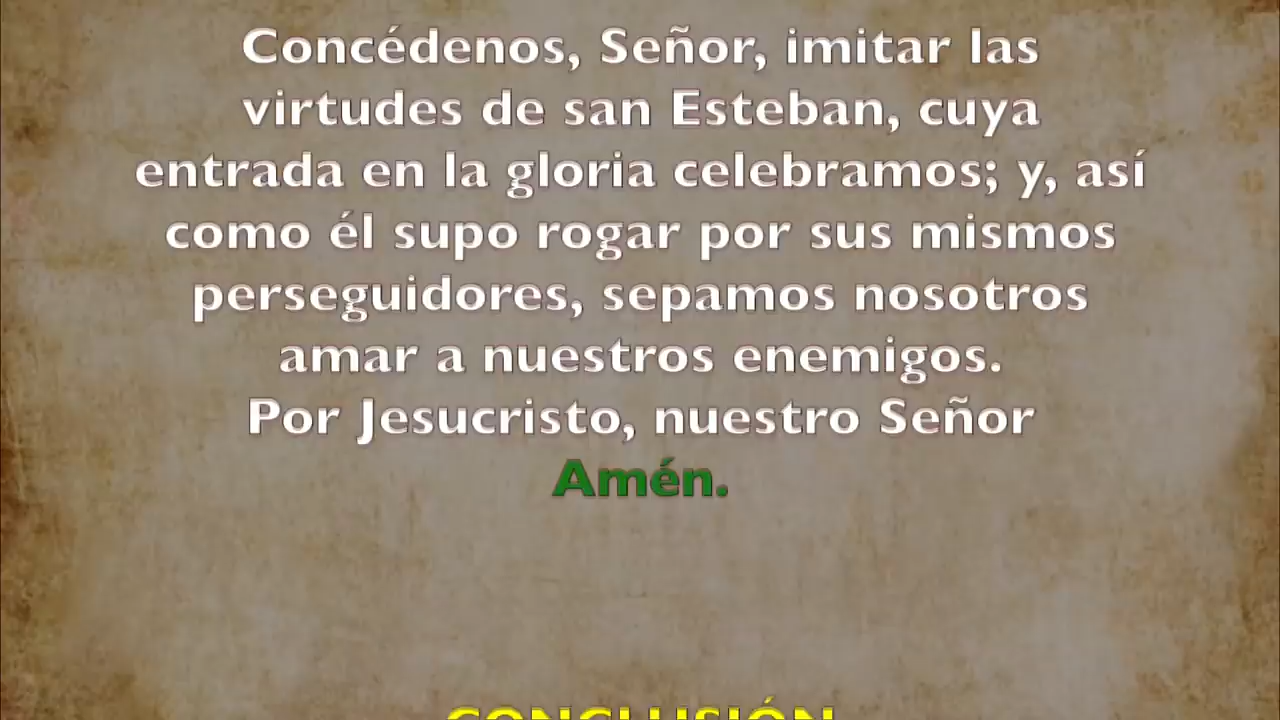 Concédenos, Señor, imitar las
virtudes de san Esteban, cuya
entrada en la gloria celebramos; y, así
como él supo rogar por sus mismos
perseguidores, sepamos nosotros
amar a nuestros enemigos.
Por Jesucristo, nuestro Señor
Amén.
CONCLUSIÓN